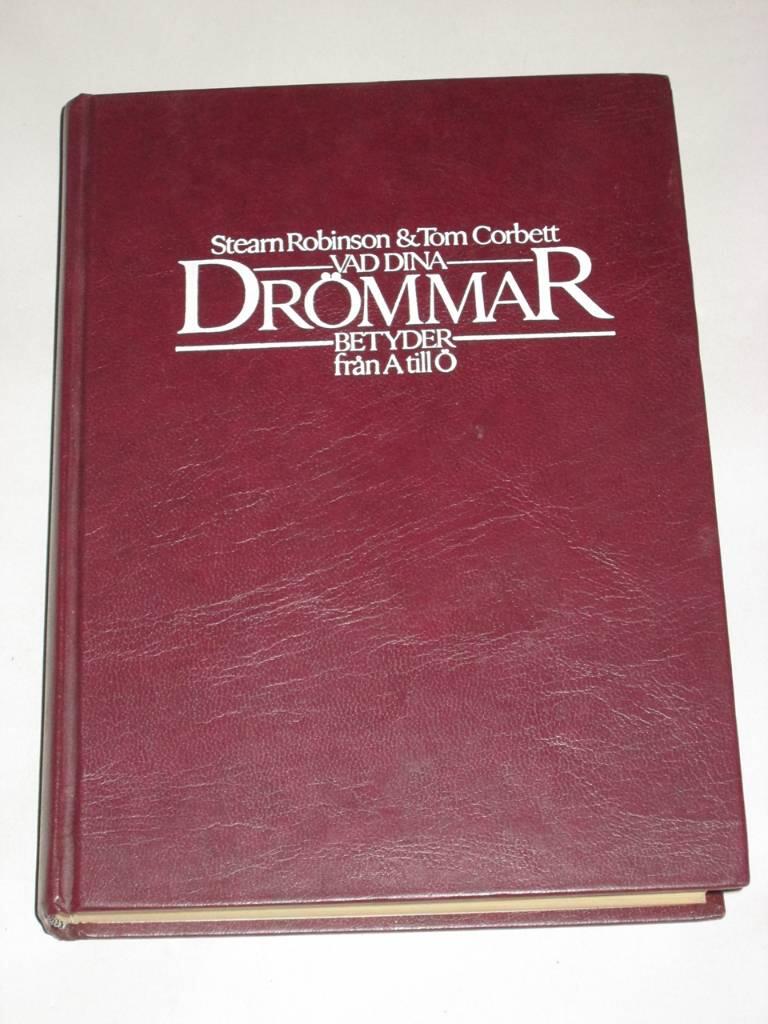 Stearn Robinson & Tom Corbett
VAD DINA
DRÖMMAR
BETYDER
från A till Ö